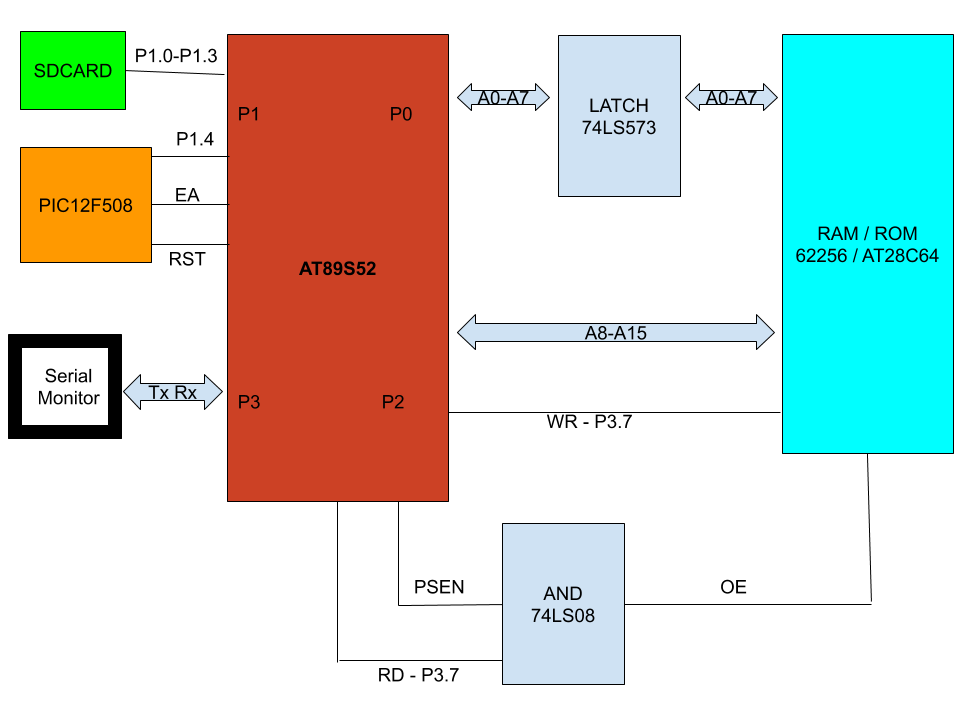 SDCARD
P1.0-P1.3
P1
P0
A0-A7
LATCH
74LS573
A0-A7
P1.4
PIC12F508
EA
RST
AT89S52
RAM / ROM
62256 / AT28C64
A8-A15
Serial
Monitor
Tx Rx
P3
P2
WR - P3.7
PSEN
AND
74LS08
OE
RD - P3.7